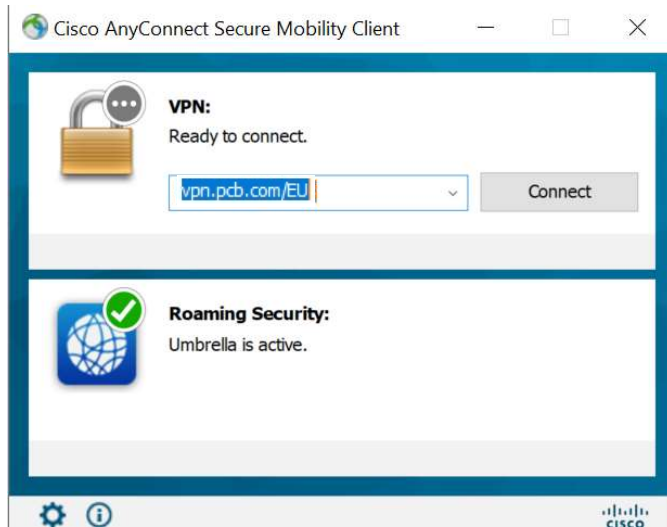 Cisco AnyConnect Secure Mobility Client
VPN:
Ready to connect.
vpn.pcb.com/EU
Connect
Roaming Security:
Umbrella is active.
CISCO